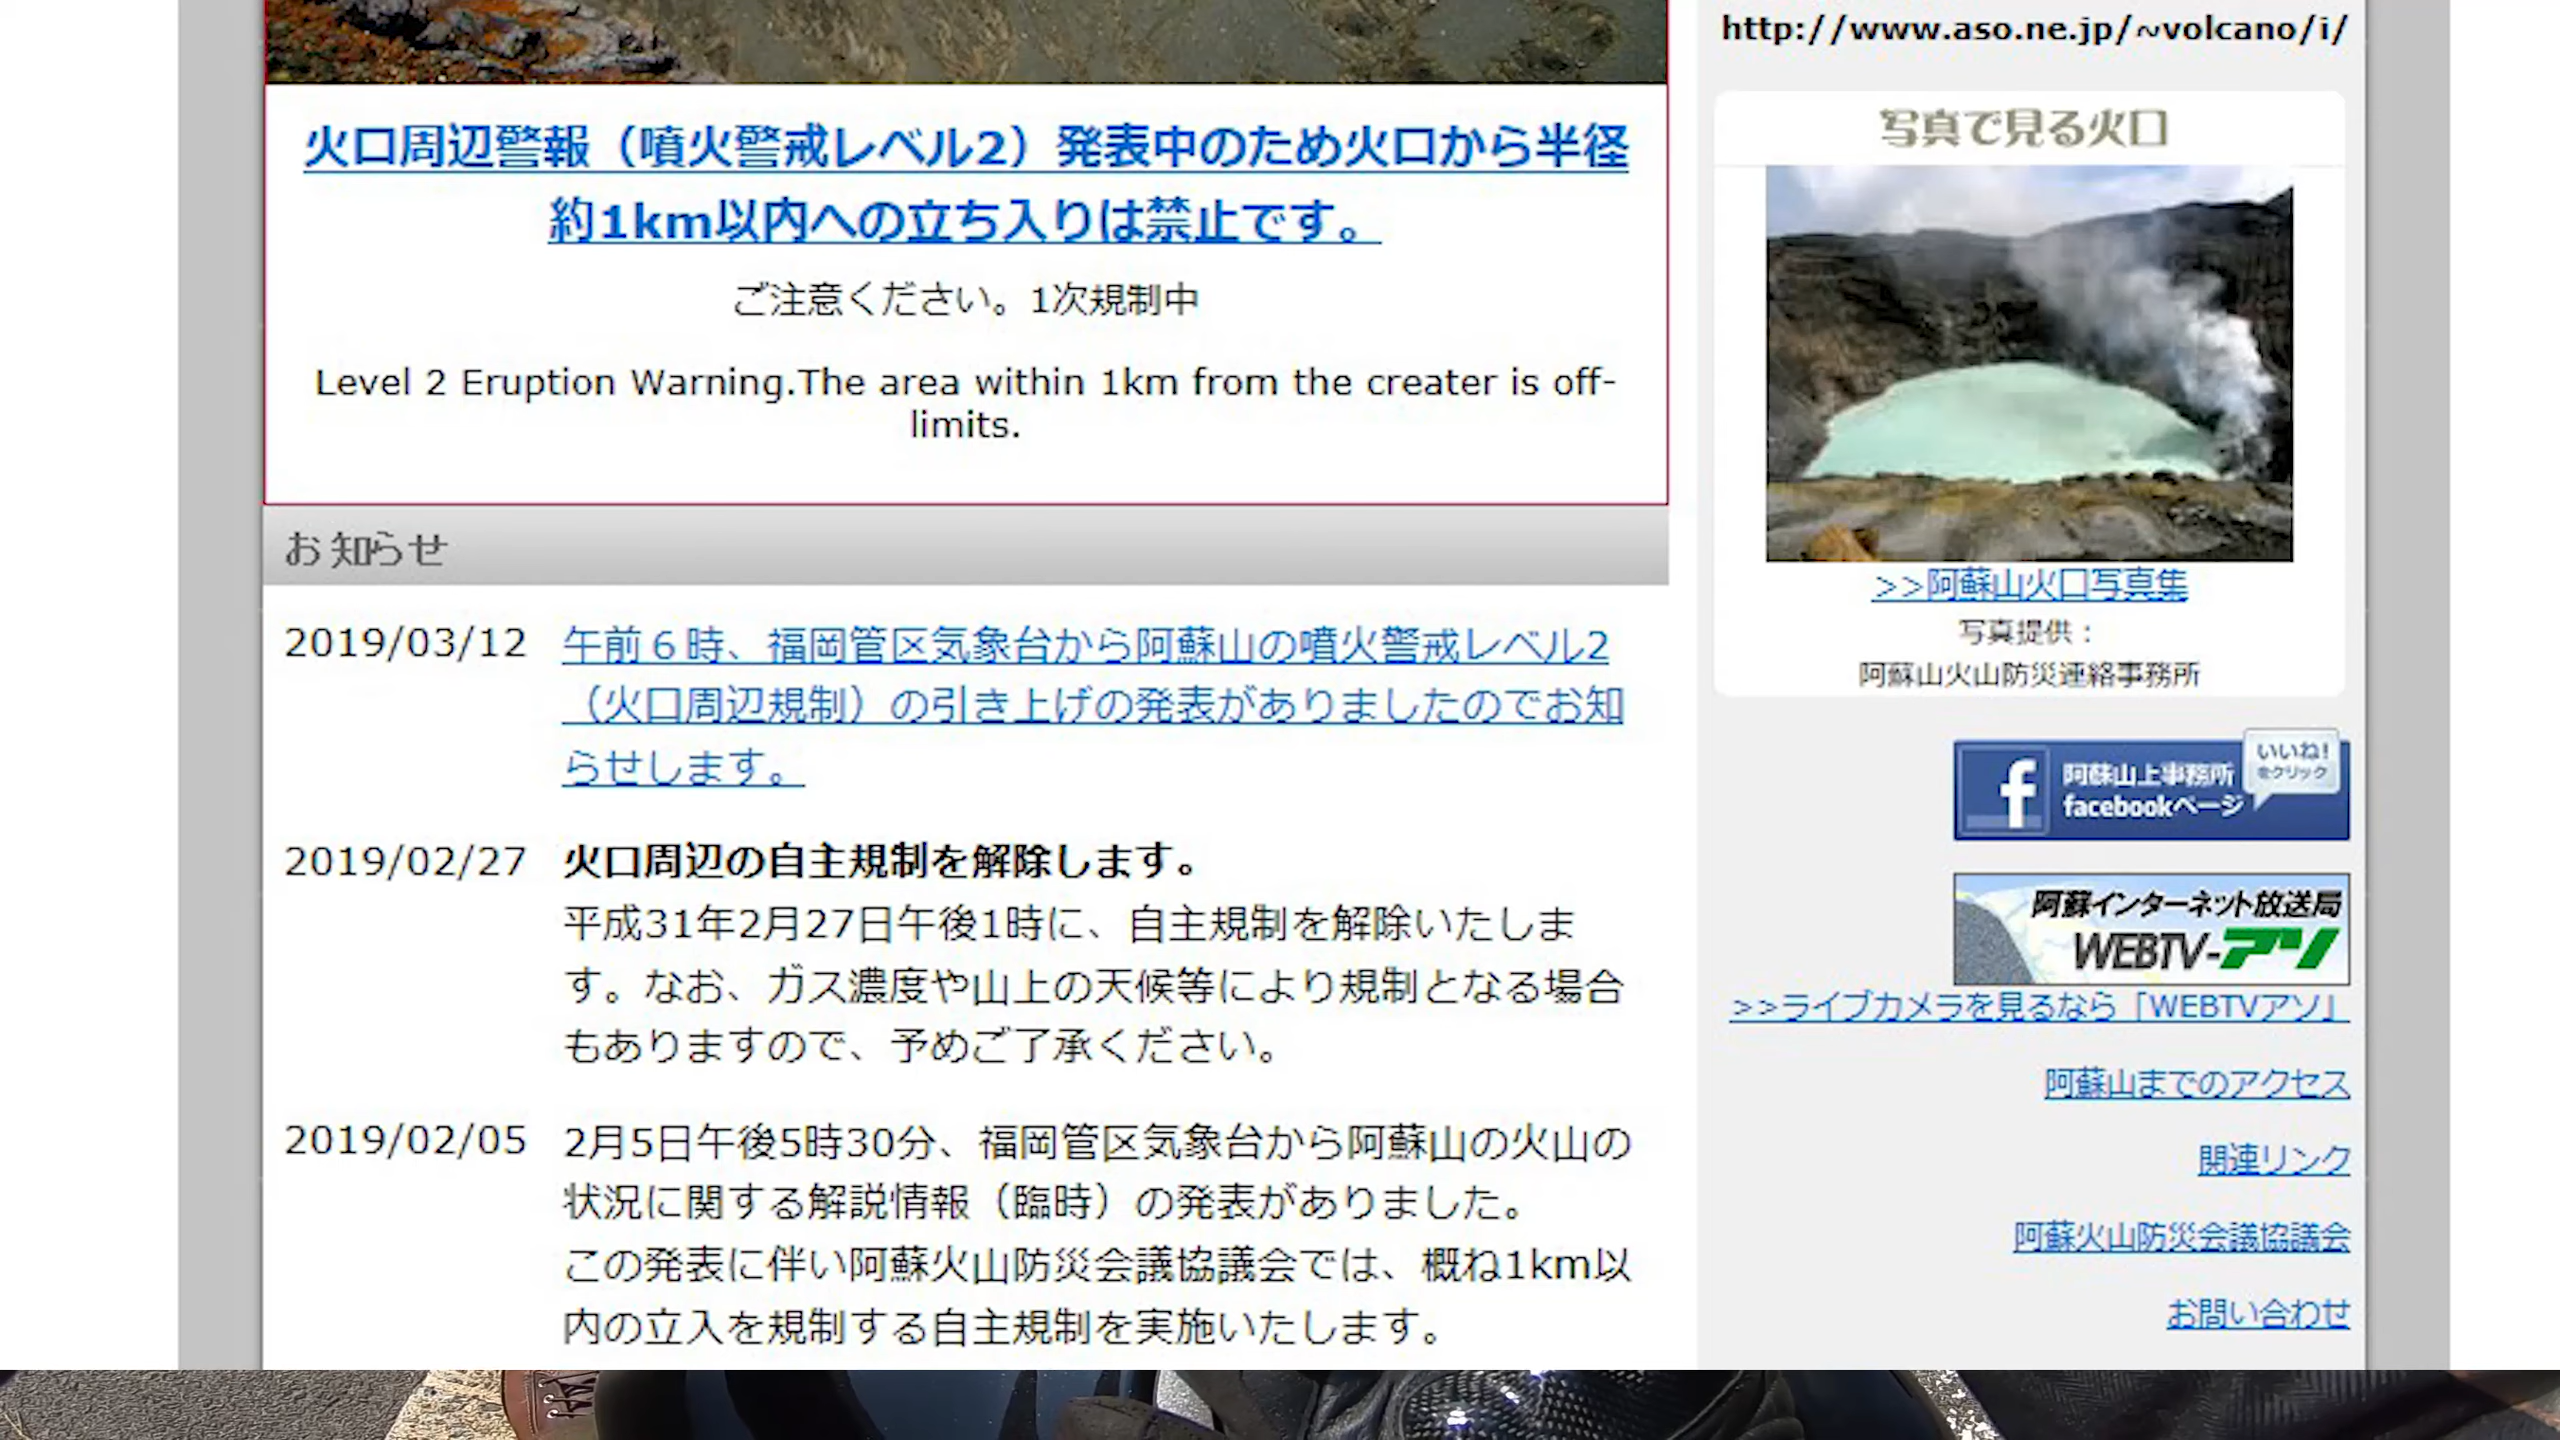 火口周辺警報（噴火警戒レベル2）発表中のため火口から半径
約1km以内への立ち入りは禁止です。
ご注意ください。1次規制中
Level 2 Eruption Warning.The area within 1km from the creater is off-
limits.
お知らせ
2019/03/12 午前６時、福岡管区気象台から阿蘇山の噴火警戒レベル2
（火口周辺規制）の引き上げの発表がありましたのでお知
らせします。
2019/02/27 火口周辺の自主規制を解除します。
平成31年2月27日午後1時に、自主規制を解除いたしま
す。なお、ガス濃度や山上の天候等により規制となる場合
もありますので、予めご了承ください。
2019/02/05 2月5日午後5時30分、福岡管区気象台から阿蘇山の火山の
状況に関する解説情報（臨時）の発表がありました。
この発表に伴い阿蘇火山防災会議協議会では、概ね1km以
内の立入を規制する自主規制を実施いたします。
http://www.aso.ne.jp/~volcano/i/
写真で見る火口
>>阿蘇山火口写真集
写真提供：
阿蘇山火山防災連絡事務所
阿蘇山上事務所
facebookページ
いいね!
をクリック
阿蘇インターネット放送局
WEBTV-アソ
>>ライブカメラを見るなら「WEBTVアソ」
阿蘇山までのアクセス
関連リンク
阿蘇火山防災会議協議会
お問い合わせ